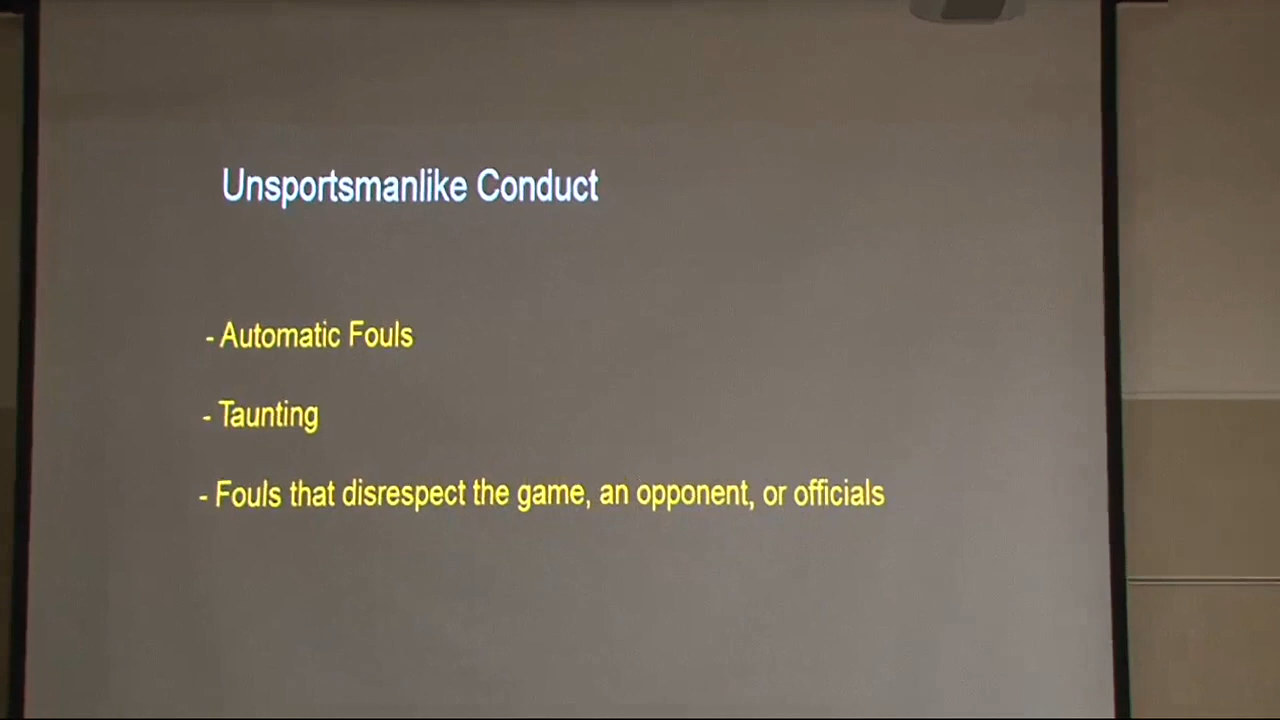 Unsportsmanlike Conduct
- Automatic Fouls
- Taunting
- Fouls that disrespect the game, an opponent, or officials